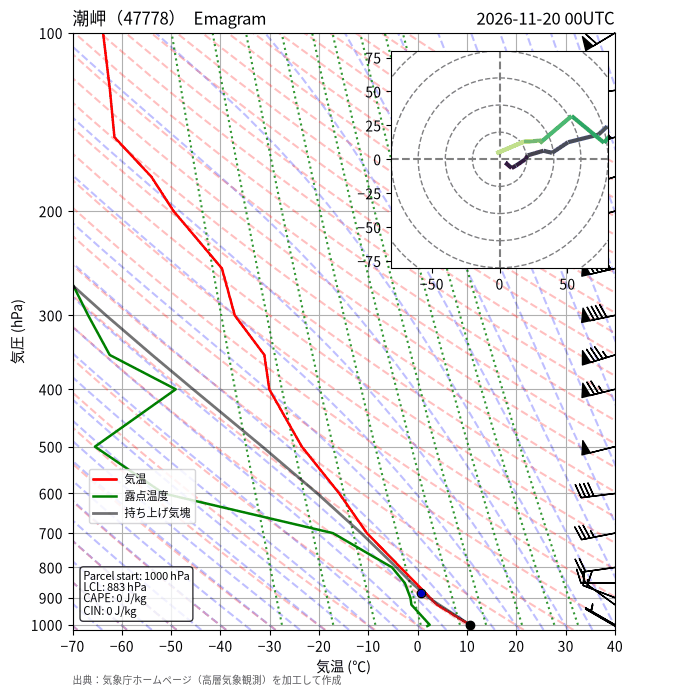 潮岬（47778） Emagram
2026-11-20 00UTC
100
200
300
400
500
600
700
800
900
1000
気圧 (hPa)
75
50
25
0
−25
−50
−75
−50
0
50
気温
露点温度
持ち上げ気塊
Parcel start: 1000 hPa
LCL: 883 hPa
CAPE: 0 J/kg
CIN: 0 J/kg
−70
−60
−50
−40
−30
−20
−10
0
10
20
30
40
気温 (℃)
出典：気象庁ホームページ（高層気象観測）を加工して作成